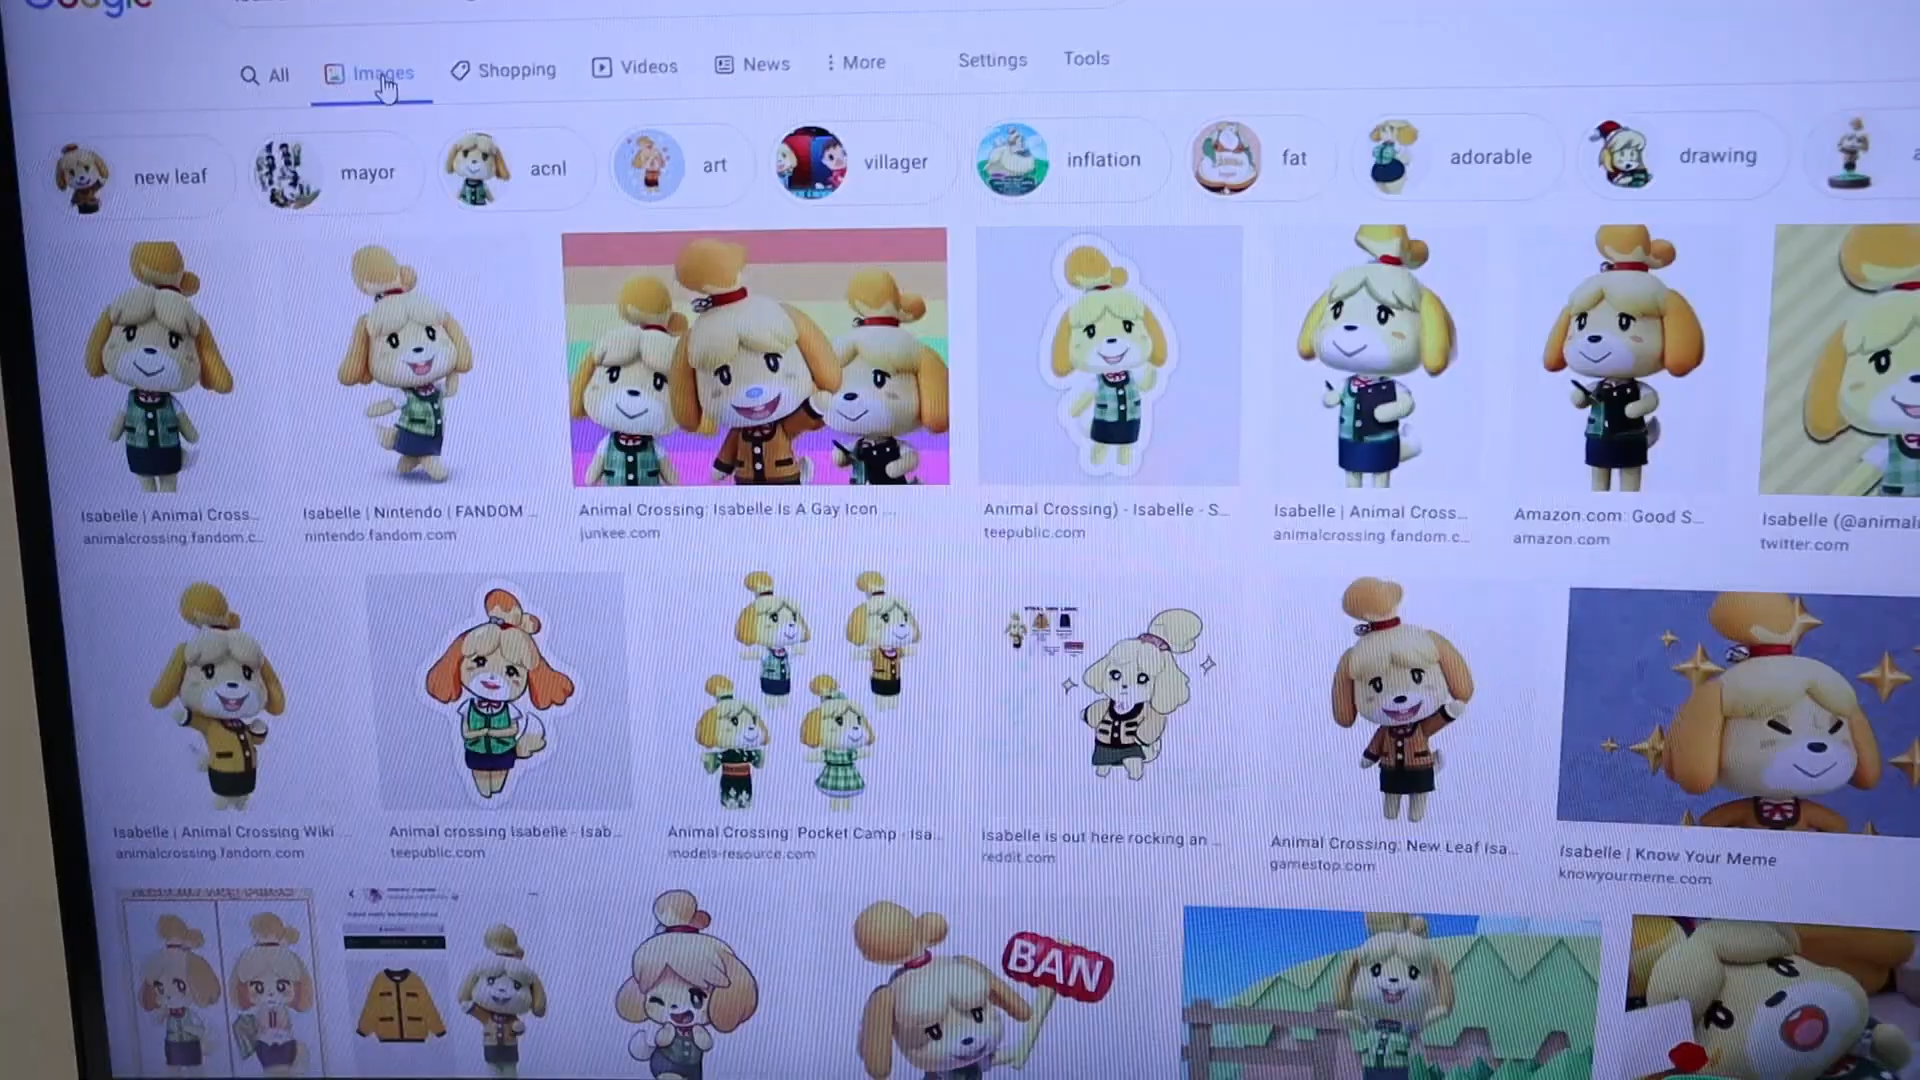 Google
All Images Shopping Videos News More Settings Tools
new leaf mayor acnl art villager inflation fat adorable drawing
Isabelle | Animal Cross...
animalcrossing.fandom.c...
Isabelle | Nintendo | FANDOM ...
nintendo.fandom.com
Animal Crossing: Isabelle Is A Gay Icon ...
junkee.com
Animal Crossing) - Isabelle - S...
teepublic.com
Isabelle | Animal Cross...
animalcrossing.fandom.c...
Amazon.com: Good S...
amazon.com
Isabelle (@animal
twitter.com
Isabelle | Animal Crossing Wiki ...
animalcrossing.fandom.com
Animal crossing Isabelle - Isab...
teepublic.com
Animal Crossing: Pocket Camp - Isa...
models-resource.com
Isabelle is out here rocking an ...
reddit.com
Animal Crossing: New Leaf Isa...
gamestop.com
Isabelle | Know Your Meme
knowyourmeme.com
BAN